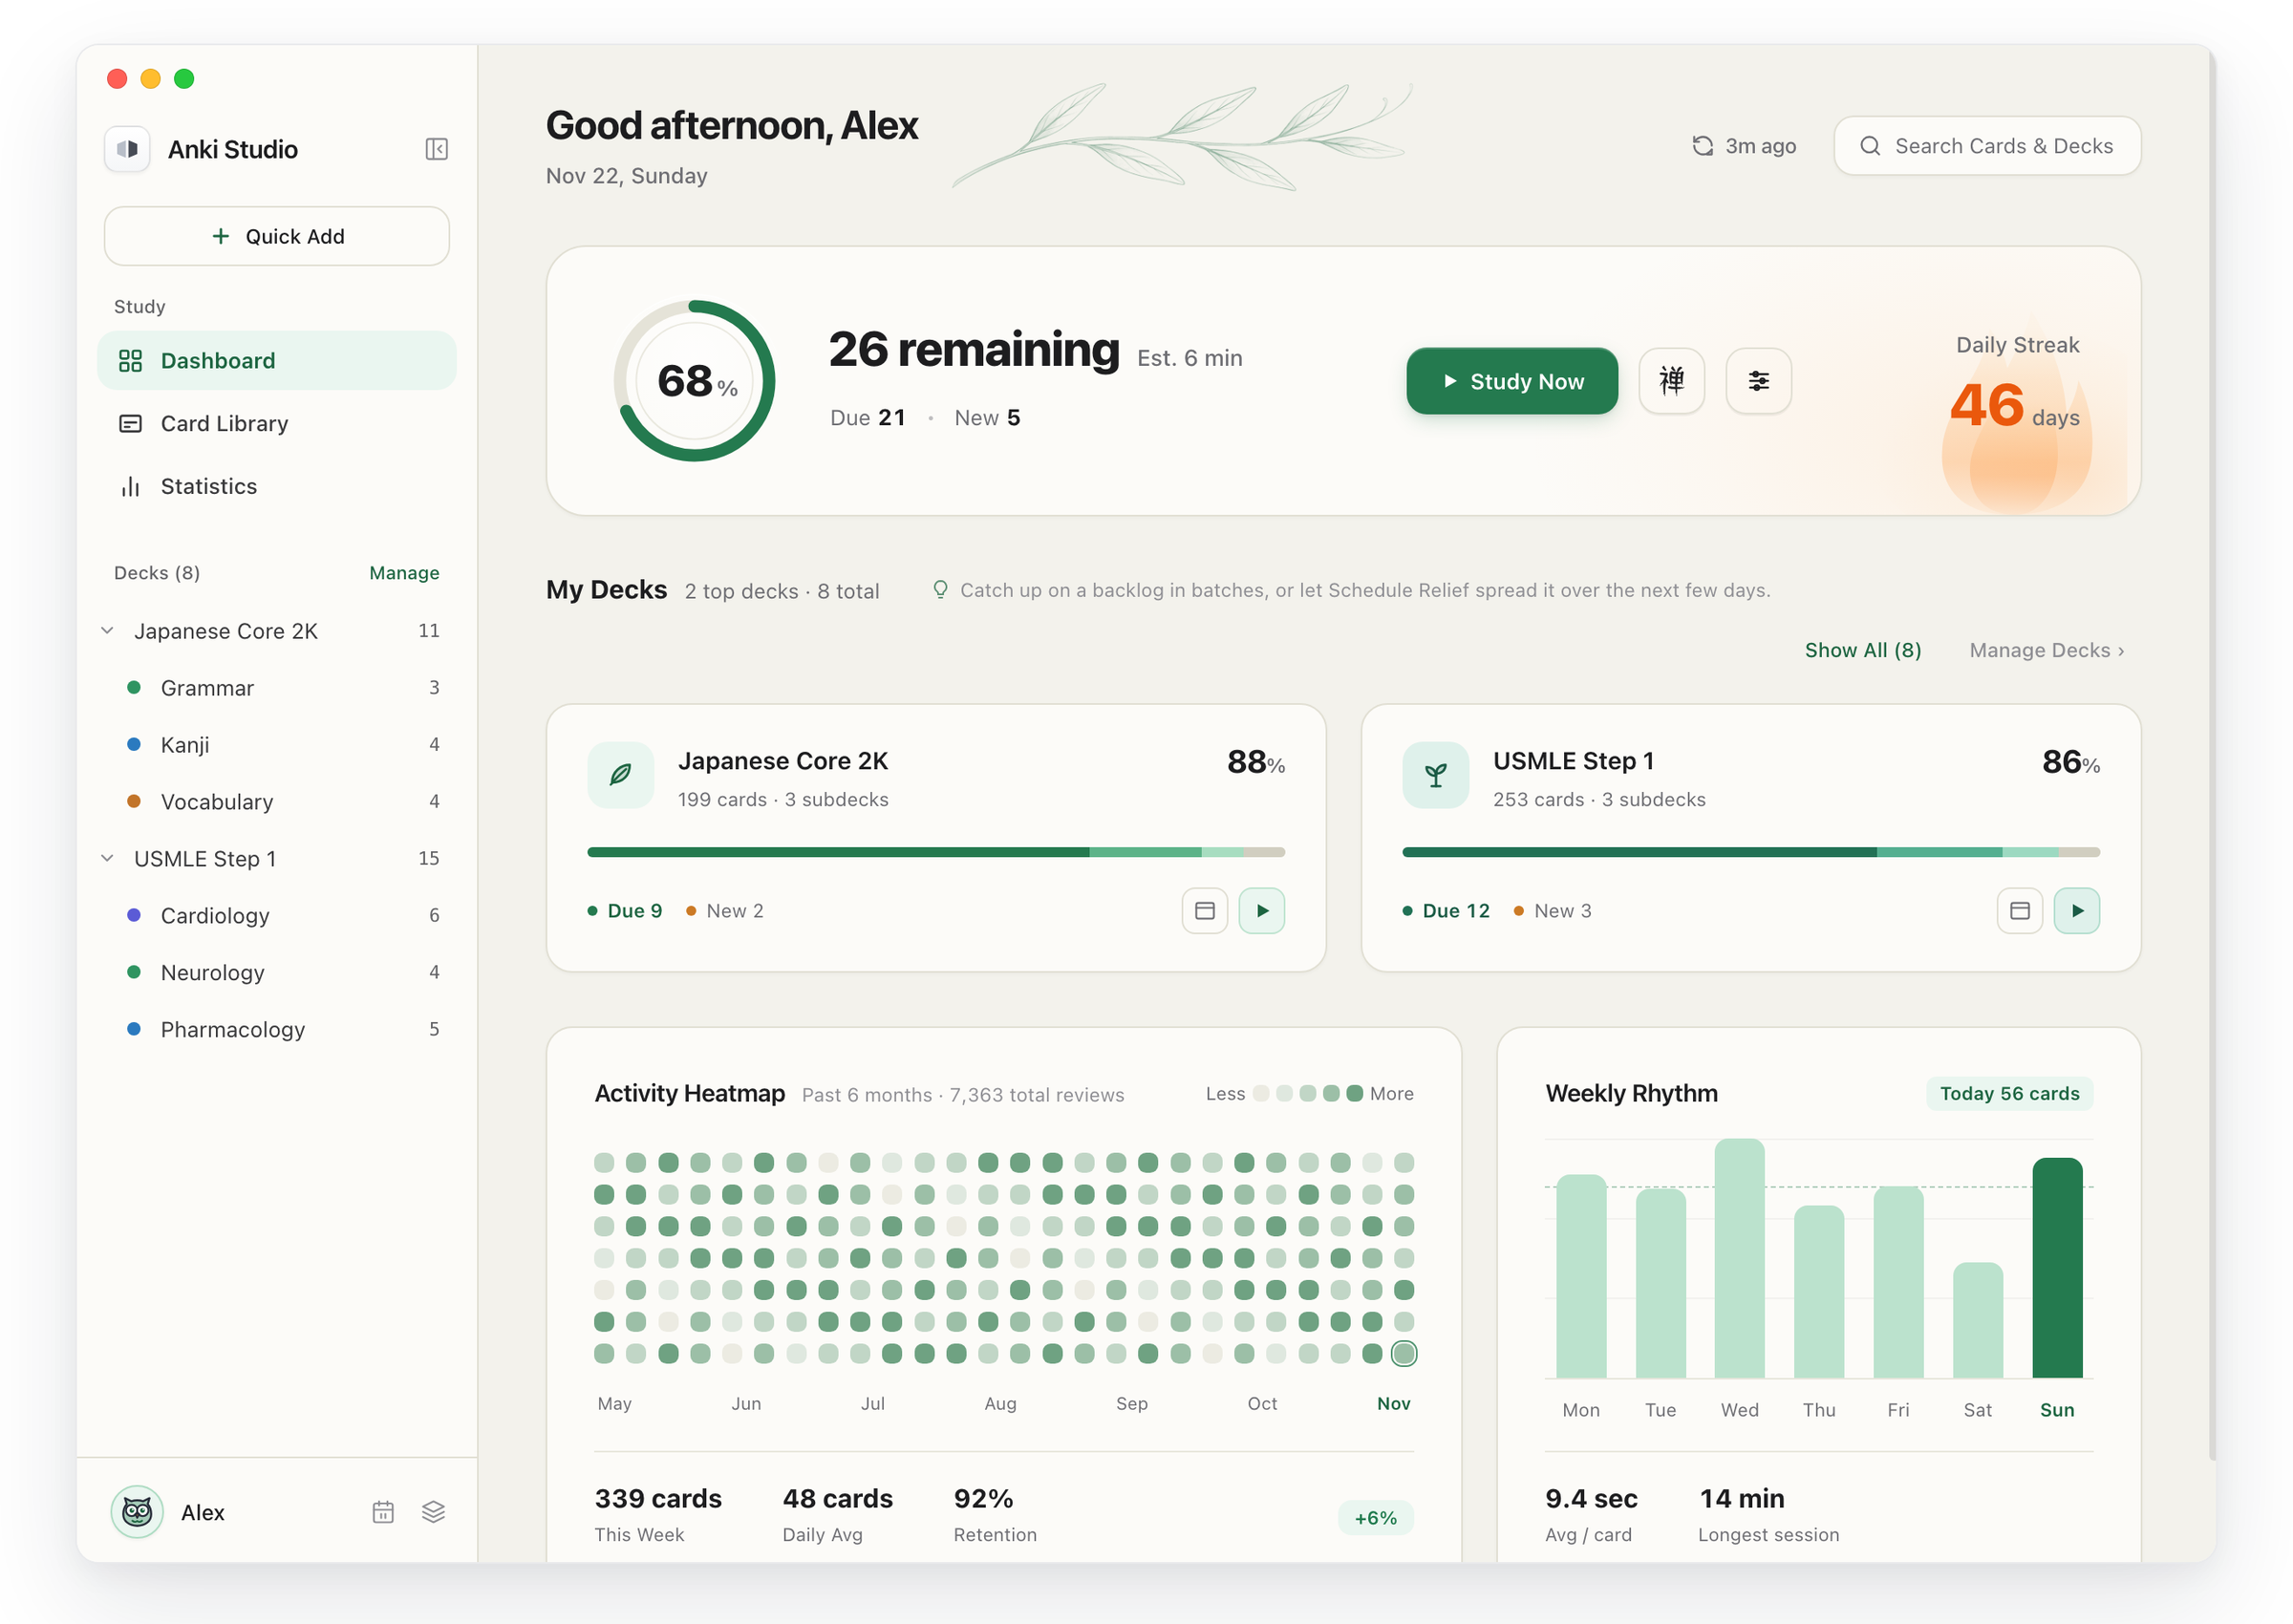 Anki Studio
Quick Add
Study
Dashboard
Card Library
Statistics
Decks (8) Manage
Japanese Core 2K 11
Grammar 3
Kanji 4
Vocabulary 4
USMLE Step 1 15
Cardiology 6
Neurology 4
Pharmacology 5
Alex
Good afternoon, Alex
Nov 22, Sunday
3m ago
Search Cards & Decks
68%
26 remaining Est. 6 min
Due 21 · New 5
Study Now
禅
Daily Streak
46 days
My Decks 2 top decks · 8 total
Catch up on a backlog in batches, or let Schedule Relief spread it over the next few days.
Show All (8) Manage Decks ›
Japanese Core 2K 88%
199 cards · 3 subdecks
Due 9 New 2
USMLE Step 1 86%
253 cards · 3 subdecks
Due 12 New 3
Activity Heatmap Past 6 months · 7,363 total reviews Less More
May Jun Jul Aug Sep Oct Nov
339 cards 48 cards 92%
This Week Daily Avg Retention
+6%
Weekly Rhythm Today 56 cards
Mon Tue Wed Thu Fri Sat Sun
9.4 sec 14 min
Avg / card Longest session